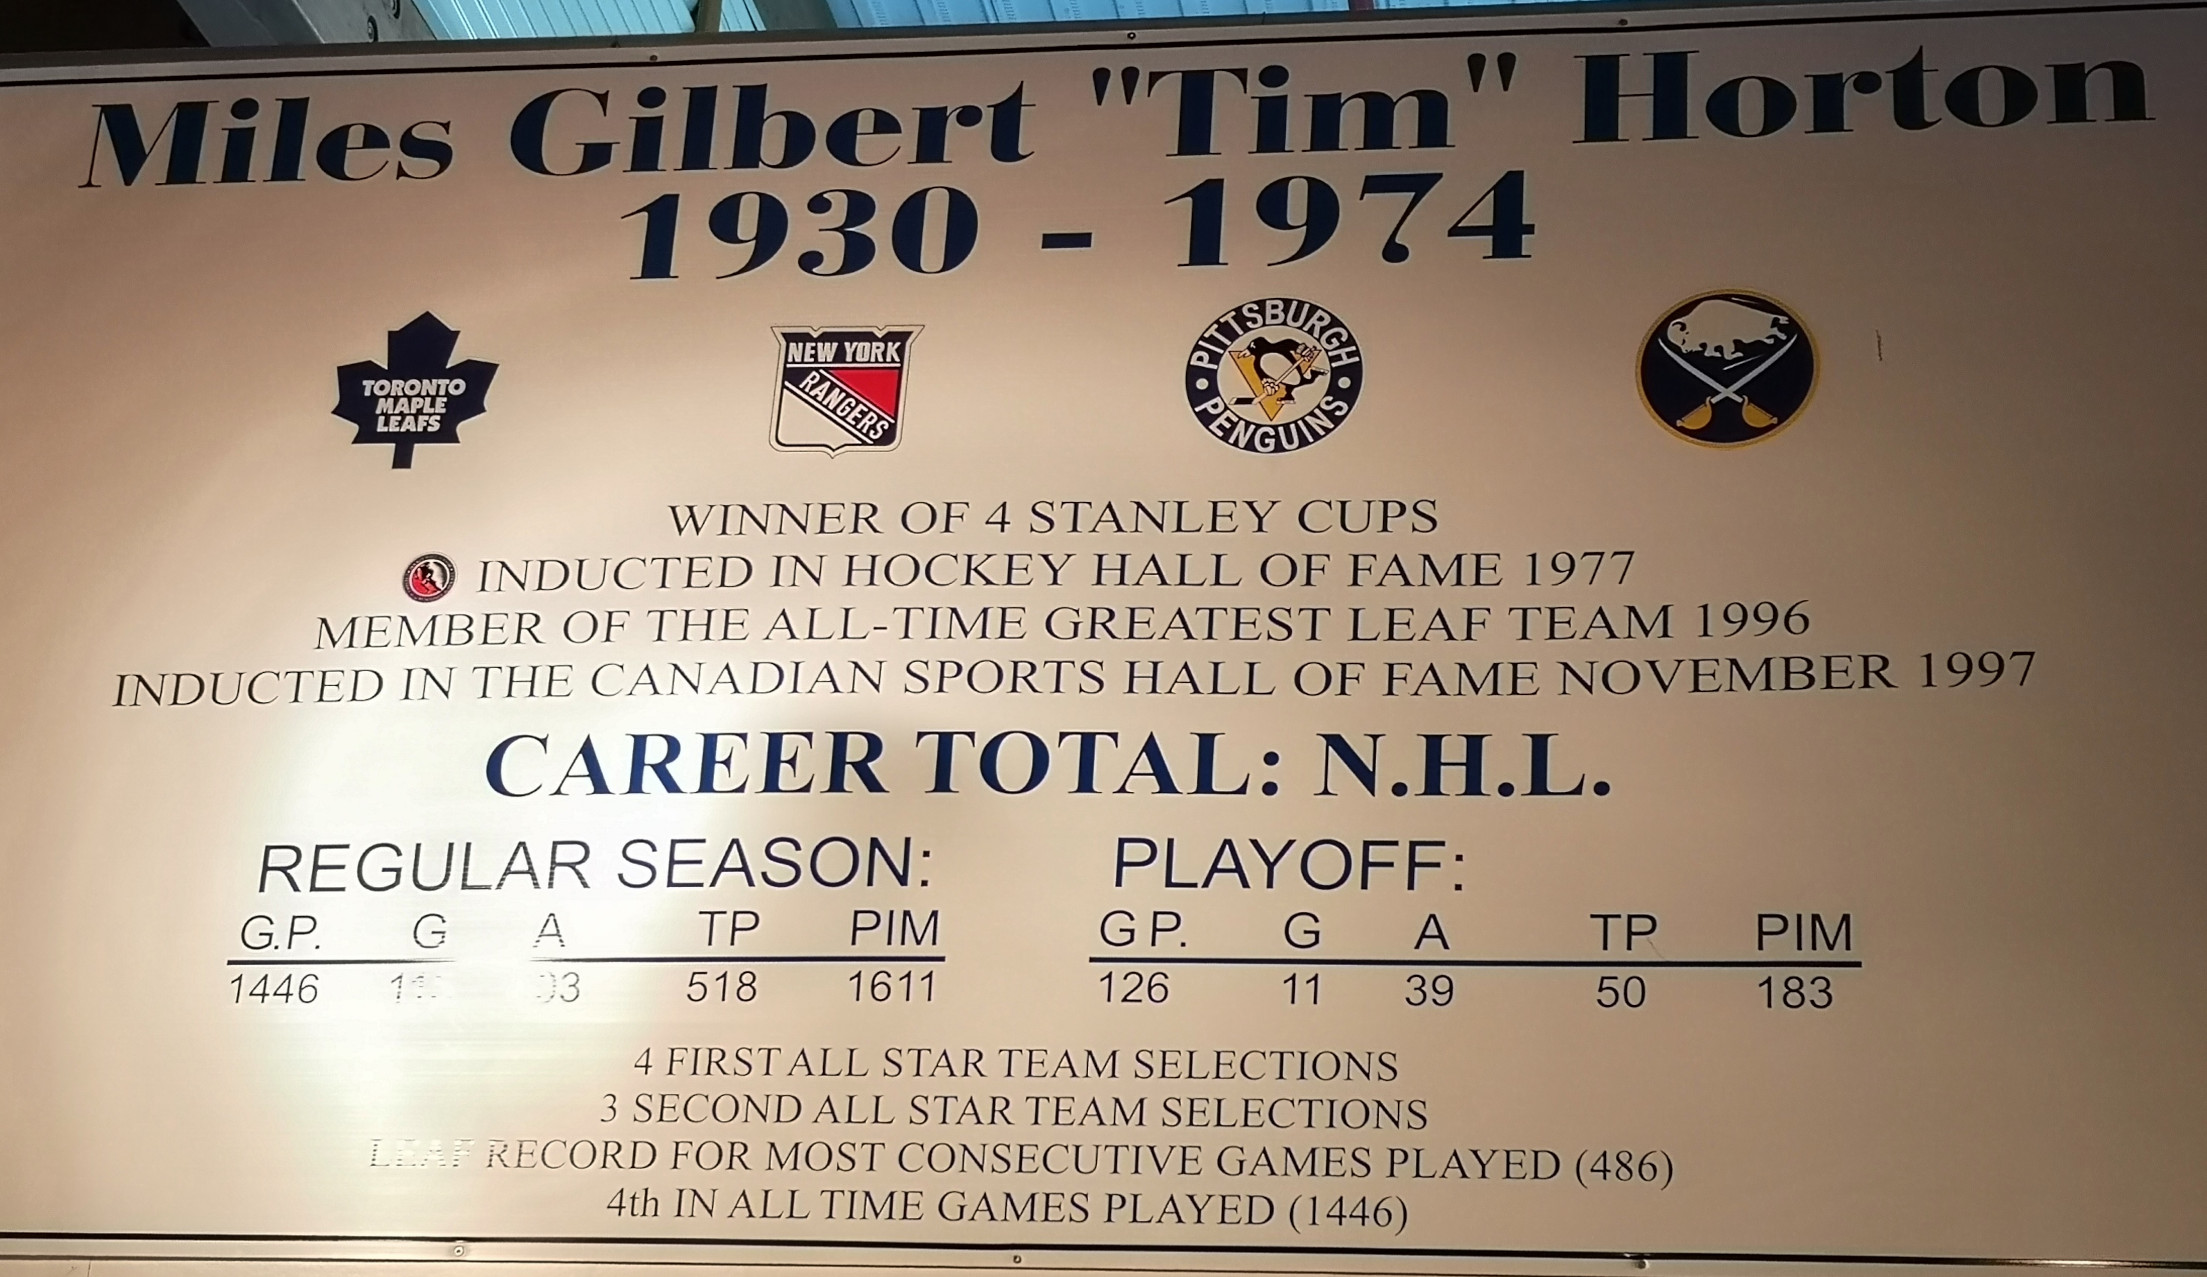 Miles Gilbert "Tim" Horton
1930 - 1974
TORONTO
MAPLE
LEAFS
NEW YORK
RANGERS
PITTSBURGH
PENGUINS
WINNER OF 4 STANLEY CUPS
INDUCTED IN HOCKEY HALL OF FAME 1977
MEMBER OF THE ALL-TIME GREATEST LEAF TEAM 1996
INDUCTED IN THE CANADIAN SPORTS HALL OF FAME NOVEMBER 1997
CAREER TOTAL: N.H.L.
REGULAR SEASON: PLAYOFF:
G.P. G A TP PIM GP. G A TP PIM
1446 518 1611 126 11 39 50 183
4 FIRST ALL STAR TEAM SELECTIONS
3 SECOND ALL STAR TEAM SELECTIONS
LEAF RECORD FOR MOST CONSECUTIVE GAMES PLAYED (486)
4th IN ALL TIME GAMES PLAYED (1446)